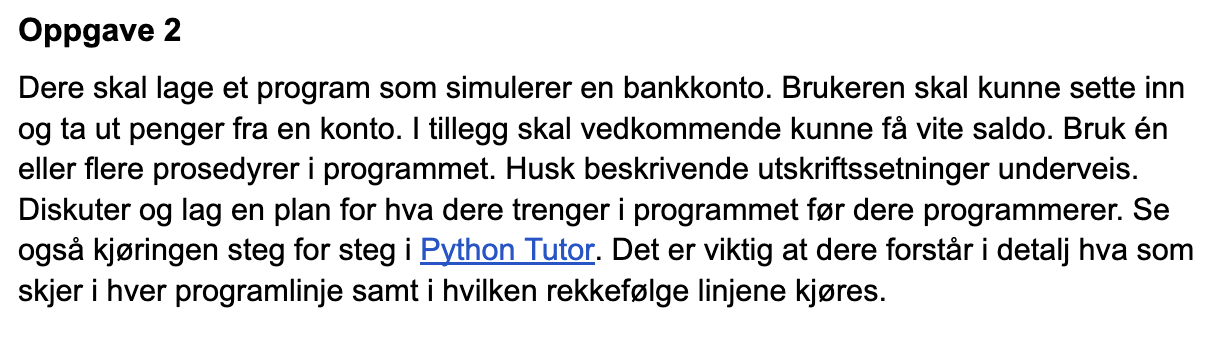 Oppgave 2
Dere skal lage et program som simulerer en bankkonto. Brukeren skal kunne sette inn
og ta ut penger fra en konto. I tillegg skal vedkommende kunne få vite saldo. Bruk én
eller flere prosedyrer i programmet. Husk beskrivende utskriftssetninger underveis.
Diskuter og lag en plan for hva dere trenger i programmet før dere programmerer. Se
også kjøringen steg for steg i Python Tutor. Det er viktig at dere forstår i detalj hva som
skjer i hver programlinje samt i hvilken rekkefølge linjene kjøres.